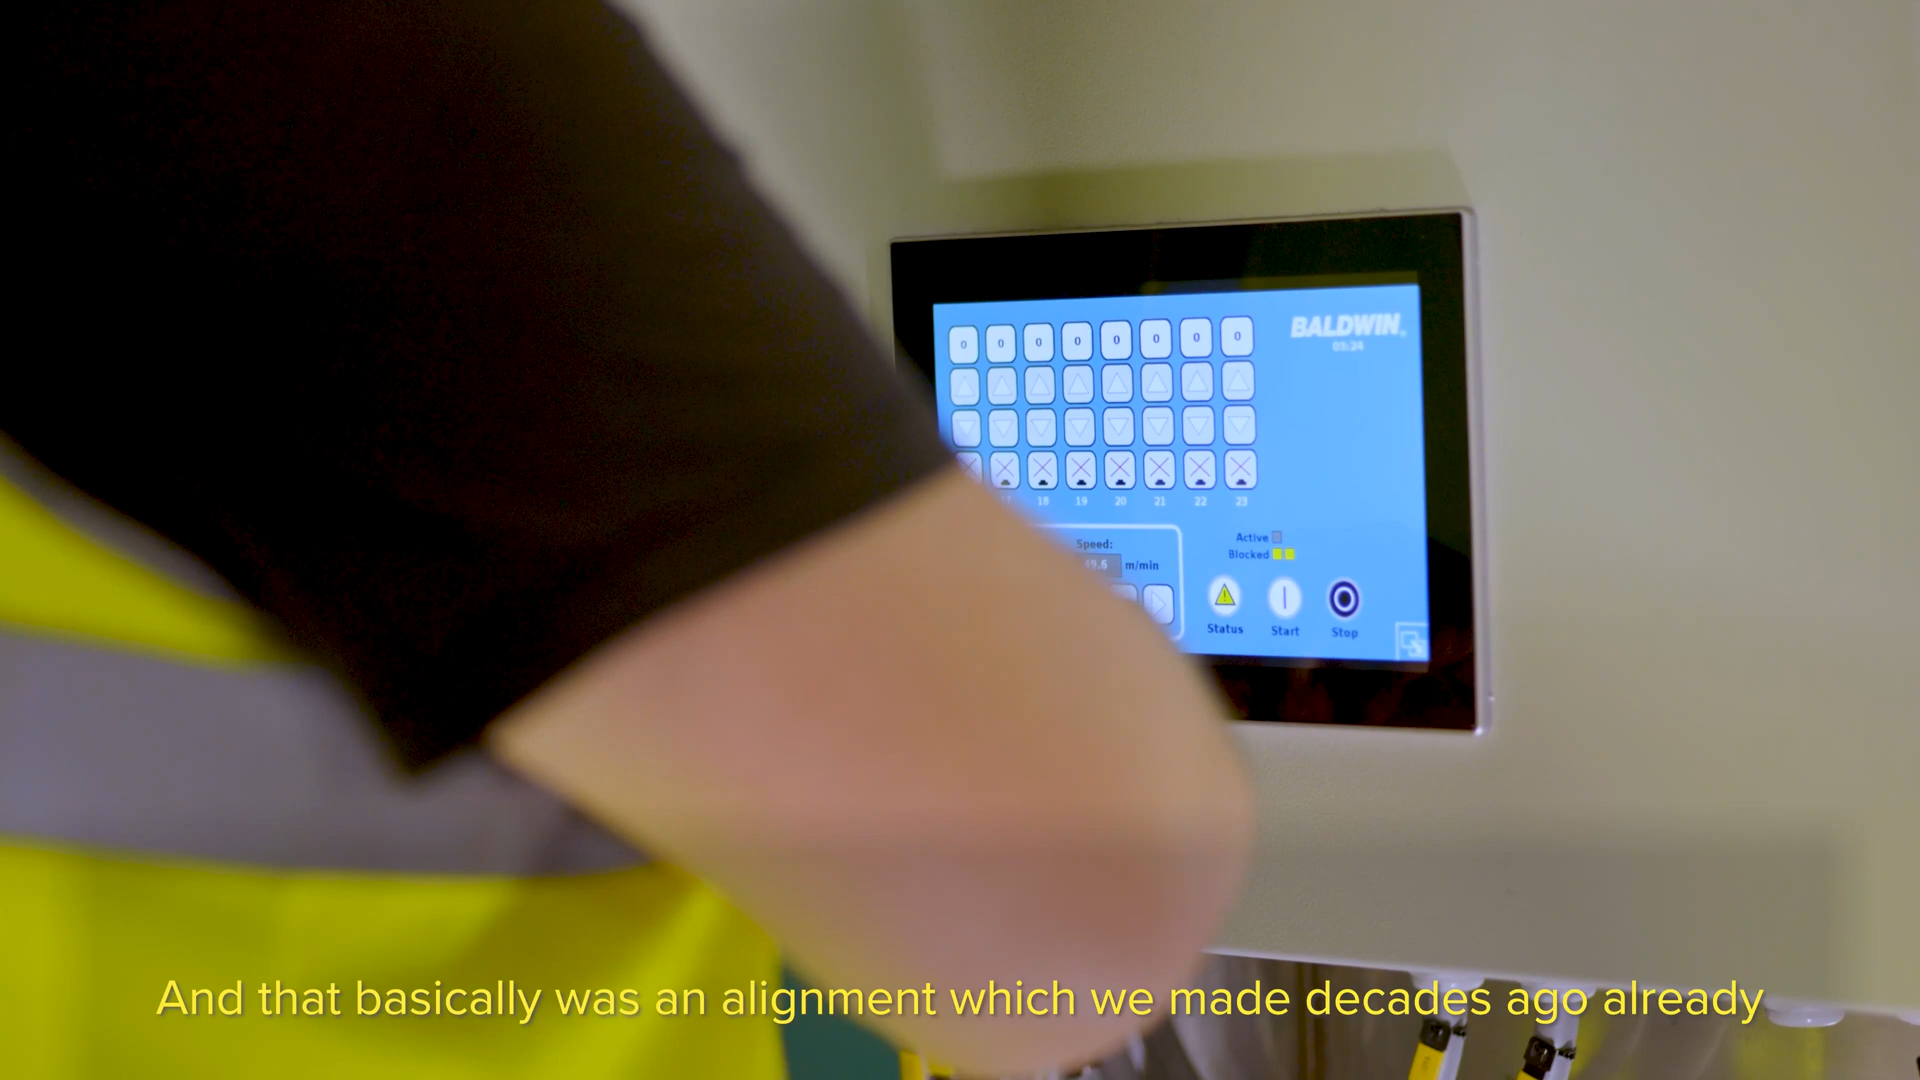 0 0 0 0 0 0 0 0
BALDWIN
18 19 20 21 22 23
Speed:
m/min
Active
Blocked
Status Start Stop
And that basically was an alignment which we made decades ago already